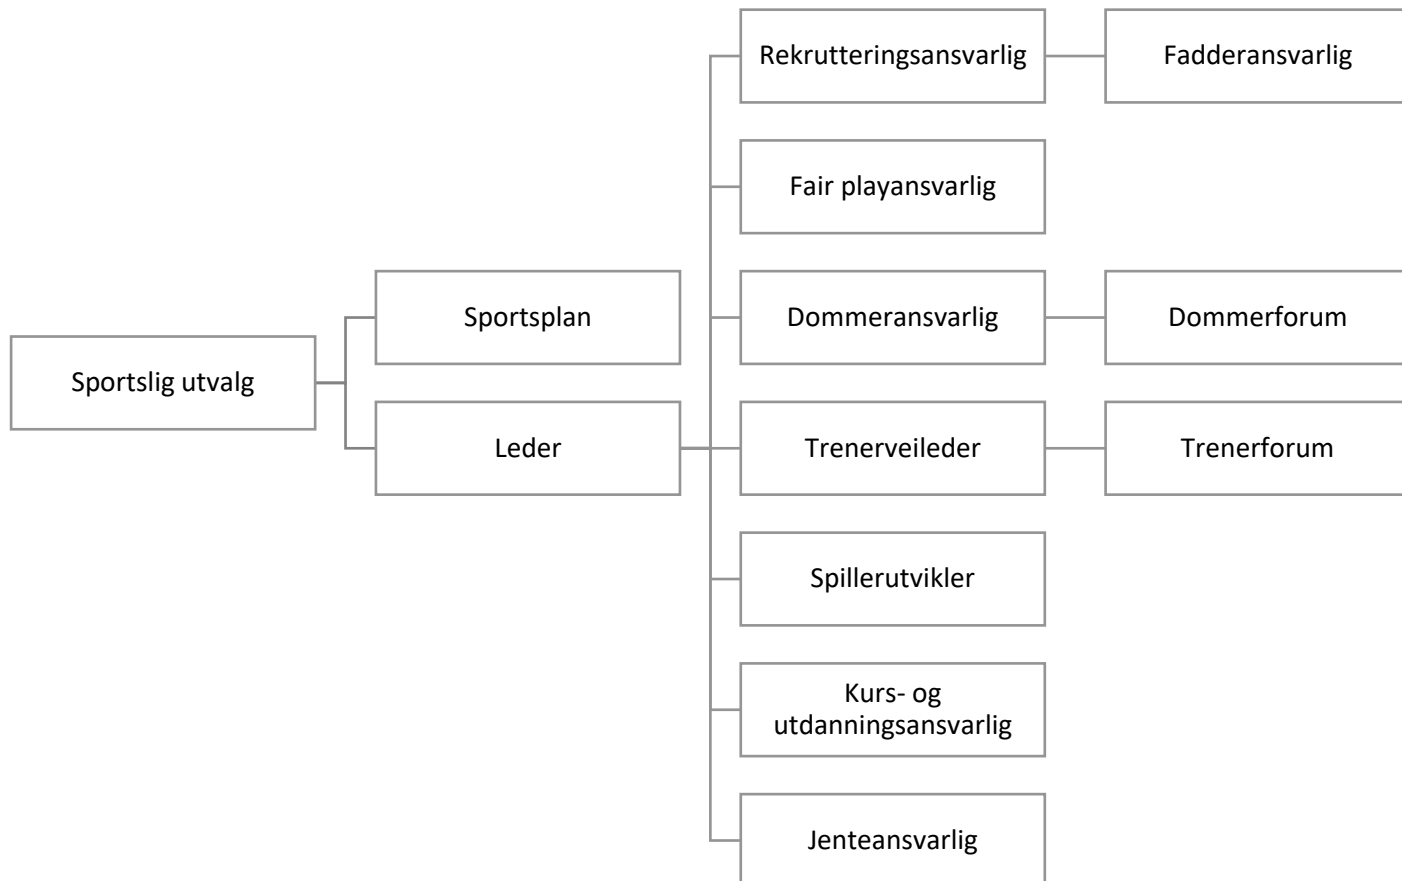 Rekrutteringsansvarlig
Fadderansvarlig
Fair playansvarlig
Sportsplan
Dommeransvarlig
Dommerforum
Sportslig utvalg
Leder
Trenerveileder
Trenerforum
Spillerutvikler
Kurs- og
utdanningsansvarlig
Jenteansvarlig